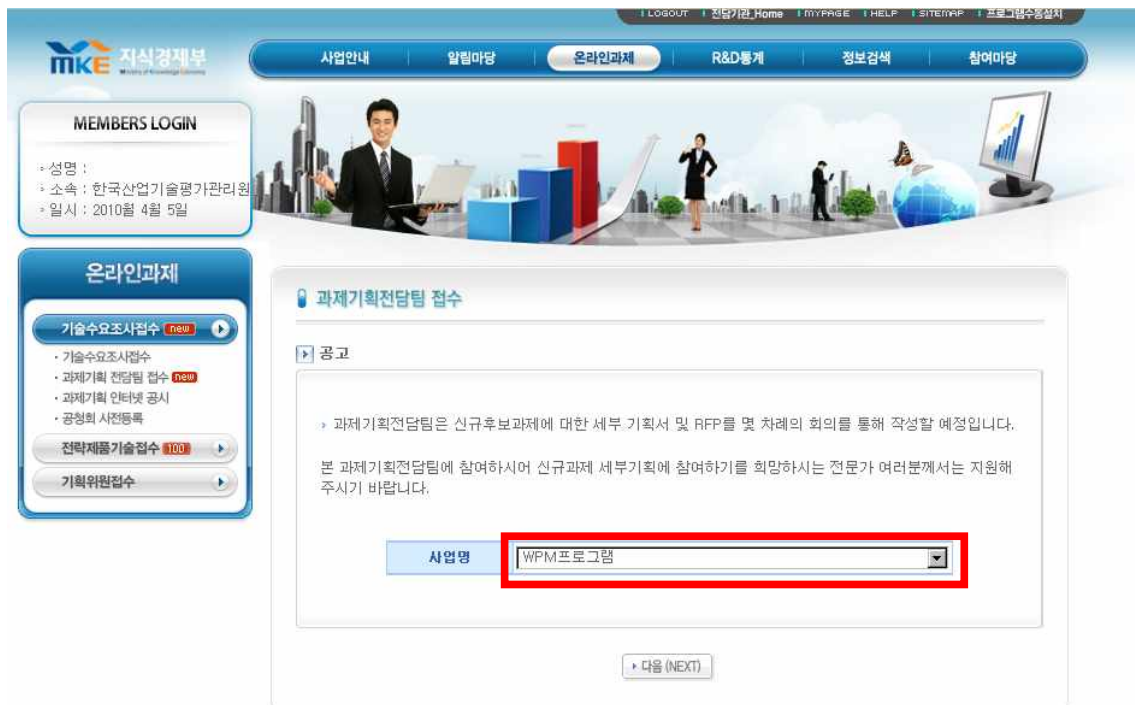 LOGOUT 전담기관_Home MYPAGE HELP SITEMAP 프로그램수동설치
mKE 지식경제부
사업안내 알림마당 온라인과제 R&D통계 정보검색 참여마당
MEMBERS LOGIN
성명 :
소속 : 한국산업기술평가관리원
일시 : 2010월 4월 5일
온라인과제
기술수요조사접수 new
· 기술수요조사접수
· 과제기획 전담팀 접수 new
· 과제기획 인터넷 공시
· 공청회 사전등록
전략제품기술접수 100
기획위원접수
과제기획전담팀 접수
공고
과제기획전담팀은 신규후보과제에 대한 세부 기획서 및 RFP를 몇 차례의 회의를 통해 작성할 예정입니다.
본 과제기획전담팀에 참여하시어 신규과제 세부기획에 참여하기를 희망하시는 전문가 여러분께서는 지원해
주시기 바랍니다.
사업명 WPM프로그램
다음 (NEXT)